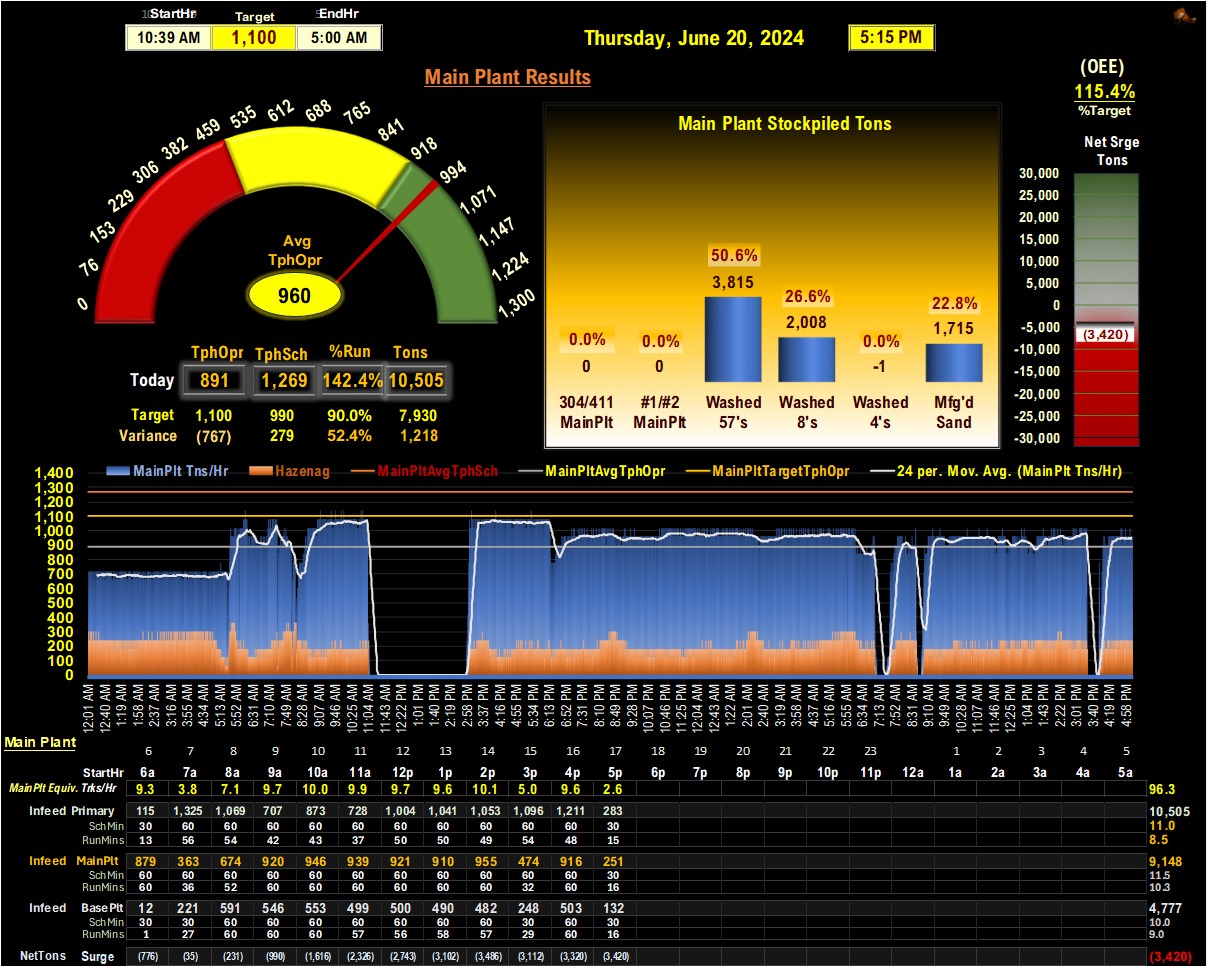 StartHr Target EndHr
10:39 AM 1,100 5:00 AM
Thursday, June 20, 2024 5:15 PM
Main Plant Results
(OEE)
115.4%
%Target
Net Srge
Tons
0 76 153 229 306 382 459 535 612 688 765 841 918 994 1,071 1,147 1,224 1,300
Avg
TphOpr
960
Main Plant Stockpiled Tons
0.0% 0.0% 50.6% 26.6% 0.0% 22.8%
0 0 3,815 2,008 -1 1,715
304/411 #1/#2 Washed Washed Washed Mfg'd
MainPlt MainPlt 57's 8's 4's Sand
30,000
25,000
20,000
15,000
10,000
5,000
0
-5,000
(3,420)
-10,000
-15,000
-20,000
-25,000
-30,000
TphOpr TphSch %Run Tons
Today 891 1,269 142.4% 10,505
Target 1,100 990 90.0% 7,930
Variance (767) 279 52.4% 1,218
MainPlt Tns/Hr Hazenag MainPltAvgTphSch MainPltAvgTphOpr MainPltTargetTphOpr 24 per. Mov. Avg. (MainPlt Tns/Hr)
1,400
1,300
1,200
1,100
1,000
900
800
700
600
500
400
300
200
100
0
12:01 AM 12:40 AM 1:19 AM 1:58 AM 2:37 AM 3:16 AM 3:55 AM 4:34 AM 5:13 AM 5:52 AM 6:31 AM 7:10 AM 7:49 AM 8:28 AM 9:07 AM 9:46 AM 10:25 AM 11:04 AM 11:43 AM 12:22 PM 1:01 PM 1:40 PM 2:19 PM 2:58 PM 3:37 PM 4:16 PM 4:55 PM 5:34 PM 6:13 PM 6:52 PM 7:31 PM 8:10 PM 8:49 PM 9:28 PM 10:07 PM 10:46 PM 11:25 PM 12:04 AM 12:43 AM 1:22 AM 2:01 AM 2:40 AM 3:19 AM 3:58 AM 4:37 AM 5:16 AM 5:55 AM 6:34 AM 7:13 AM 7:52 AM 8:31 AM 9:10 AM 10:28 AM 11:07 AM 11:46 AM 12:25 PM 1:04 PM 1:43 PM 2:22 PM 3:01 PM 3:40 PM 4:19 PM 4:58 PM
Main Plant
6 7 8 9 10 11 12 13 14 15 16 17 18 19 20 21 22 23 1 2 3 4 5
StartHr 6a 7a 8a 9a 10a 11a 12p 1p 2p 3p 4p 5p 6p 7p 8p 9p 10p 11p 12a 1a 2a 3a 4a 5a
MainPlt Equiv. Trks/Hr 9.3 3.8 7.1 9.7 10.0 9.9 9.7 9.6 10.1 5.0 9.6 2.6 96.3
Infeed Primary 115 1,325 1,069 707 873 728 1,004 1,041 1,053 1,096 1,211 283 10,505
SchMin 30 60 60 60 60 60 60 60 60 60 60 30 11.0
RunMins 13 56 54 42 43 37 50 50 49 54 48 15 8.5
Infeed MainPlt 879 363 674 920 946 939 921 910 955 474 916 251 9,148
SchMin 60 60 60 60 60 60 60 60 60 60 60 30 11.5
RunMins 60 36 52 60 60 60 60 60 60 32 60 16 10.3
Infeed BasePlt 12 221 591 546 553 499 500 490 482 248 503 132 4,777
SchMin 30 30 60 60 60 60 60 60 60 30 60 30 10.0
RunMins 1 27 60 60 60 57 56 58 57 29 60 16 9.0
NetTons Surge (776) (35) (231) (990) (1,616) (2,326) (2,743) (3,102) (3,486) (3,112) (3,320) (3,420) (3,420)